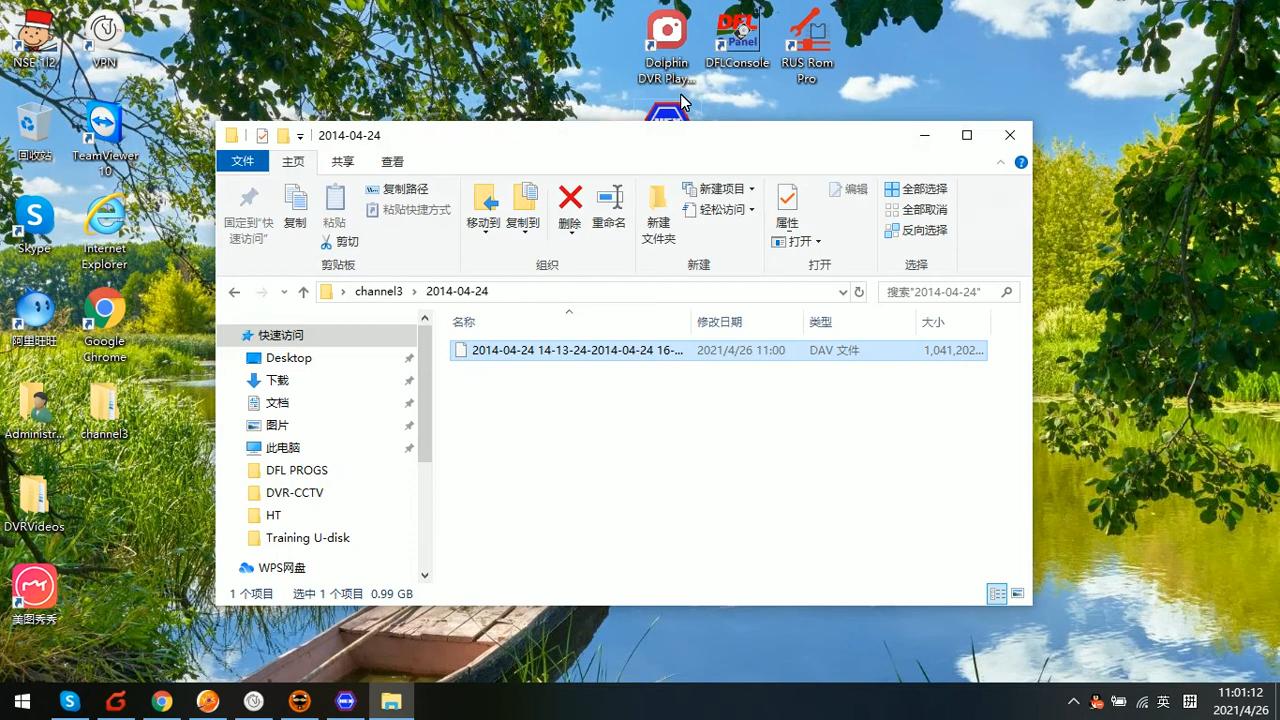 NSE 1|2
VPN
Dolphin
DVR Play...
DFL
Panel
DFLConsole
RUS Rom
Pro
回收站
TeamViewer
10
Skype
Internet
Explorer
阿里旺旺
Google
Chrome
Administr...
channel3
DVRVideos
美图秀秀
2014-04-24
文件
主页
共享
查看
固定到"快
速访问"
复制
粘贴
复制路径
粘贴快捷方式
剪切
剪贴板
移动到
复制到
删除
重命名
组织
新建
文件夹
新建项目
轻松访问
新建
属性
打开
编辑
打开
全部选择
全部取消
反向选择
选择
channel3 > 2014-04-24
搜索"2014-04-24"
名称 修改日期 类型 大小
2014-04-24 14-13-24-2014-04-24 16-... 2021/4/26 11:00 DAV 文件 1,041,202...
快速访问
Desktop
下载
文档
图片
此电脑
DFL PROGS
DVR-CCTV
HT
Training U-disk
WPS网盘
1 个项目 选中 1 个项目 0.99 GB
英
拼
11:01:12
2021/4/26